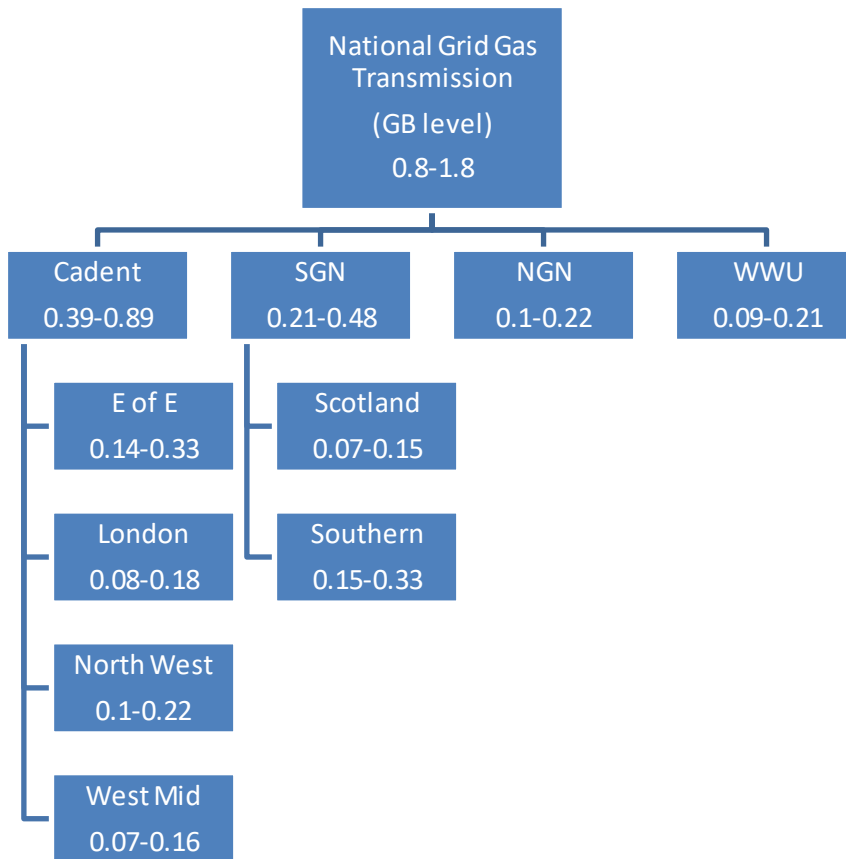 National Grid Gas
Transmission
(GB level)
0.8-1.8
Cadent
0.39-0.89
SGN
0.21-0.48
NGN
0.1-0.22
WWU
0.09-0.21
E of E
0.14-0.33
Scotland
0.07-0.15
London
0.08-0.18
Southern
0.15-0.33
North West
0.1-0.22
West Mid
0.07-0.16